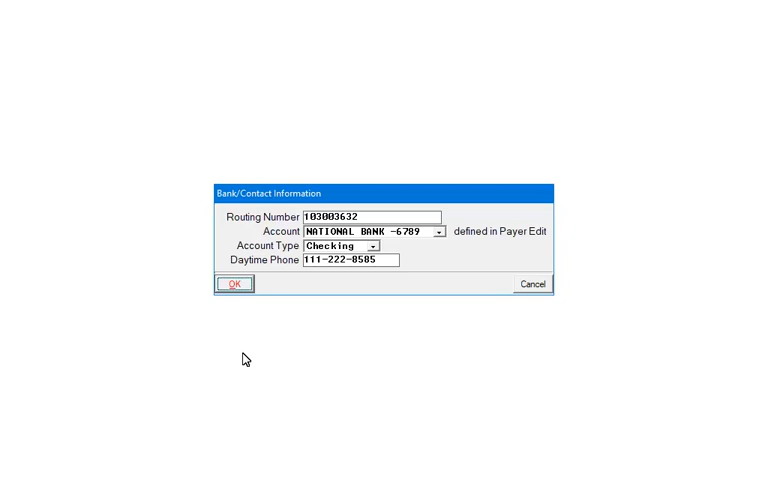 Bank/Contact Information
Routing Number 103003632
Account NATIONAL BANK -6789 defined in Payer Edit
Account Type Checking
Daytime Phone 111-222-8585
OK Cancel